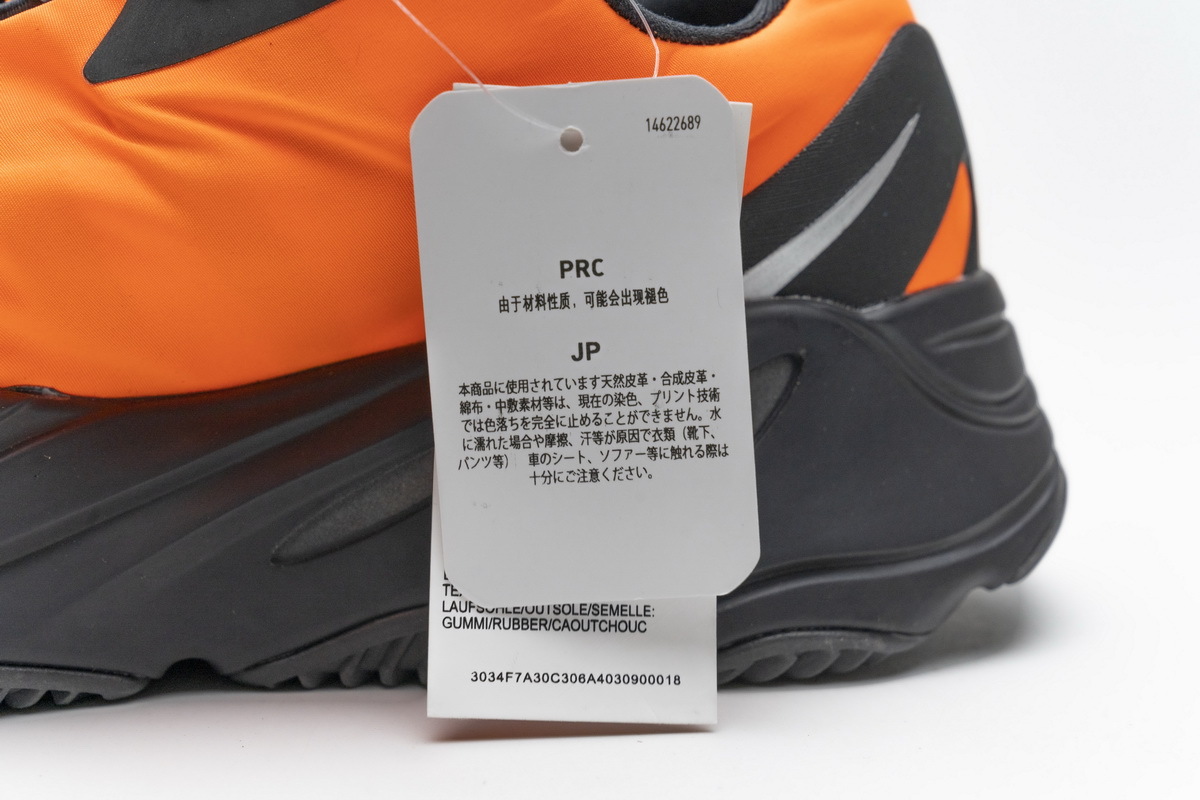 14622689
PRC
由于材料性质，可能会出现褪色
JP
本商品に使用されています天然皮革・合成皮革・
綿布・中敷素材等は、現在の染色、プリント技術
では色落ちを完全に止めることができません。水
に濡れた場合や摩擦、汗等が原因で衣類（靴下、
パンツ等） 車のシート、ソファー等に触れる際は
十分にご注意ください。
LAUFSOHLE/OUTSOLE/SEMELLE:
GUMMI/RUBBER/CAOUTCHOUC
3034F7A30C306A4030900018